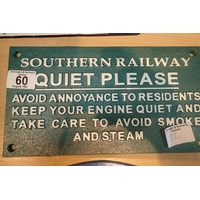 SOUTHERN RAILWAY
60
QUIET PLEASE
AVOID ANNOYANCE TO RESIDENTS
KEEP YOUR ENGINE QUIET AND
TAKE CARE TO AVOID SMOKE
AND STEAM